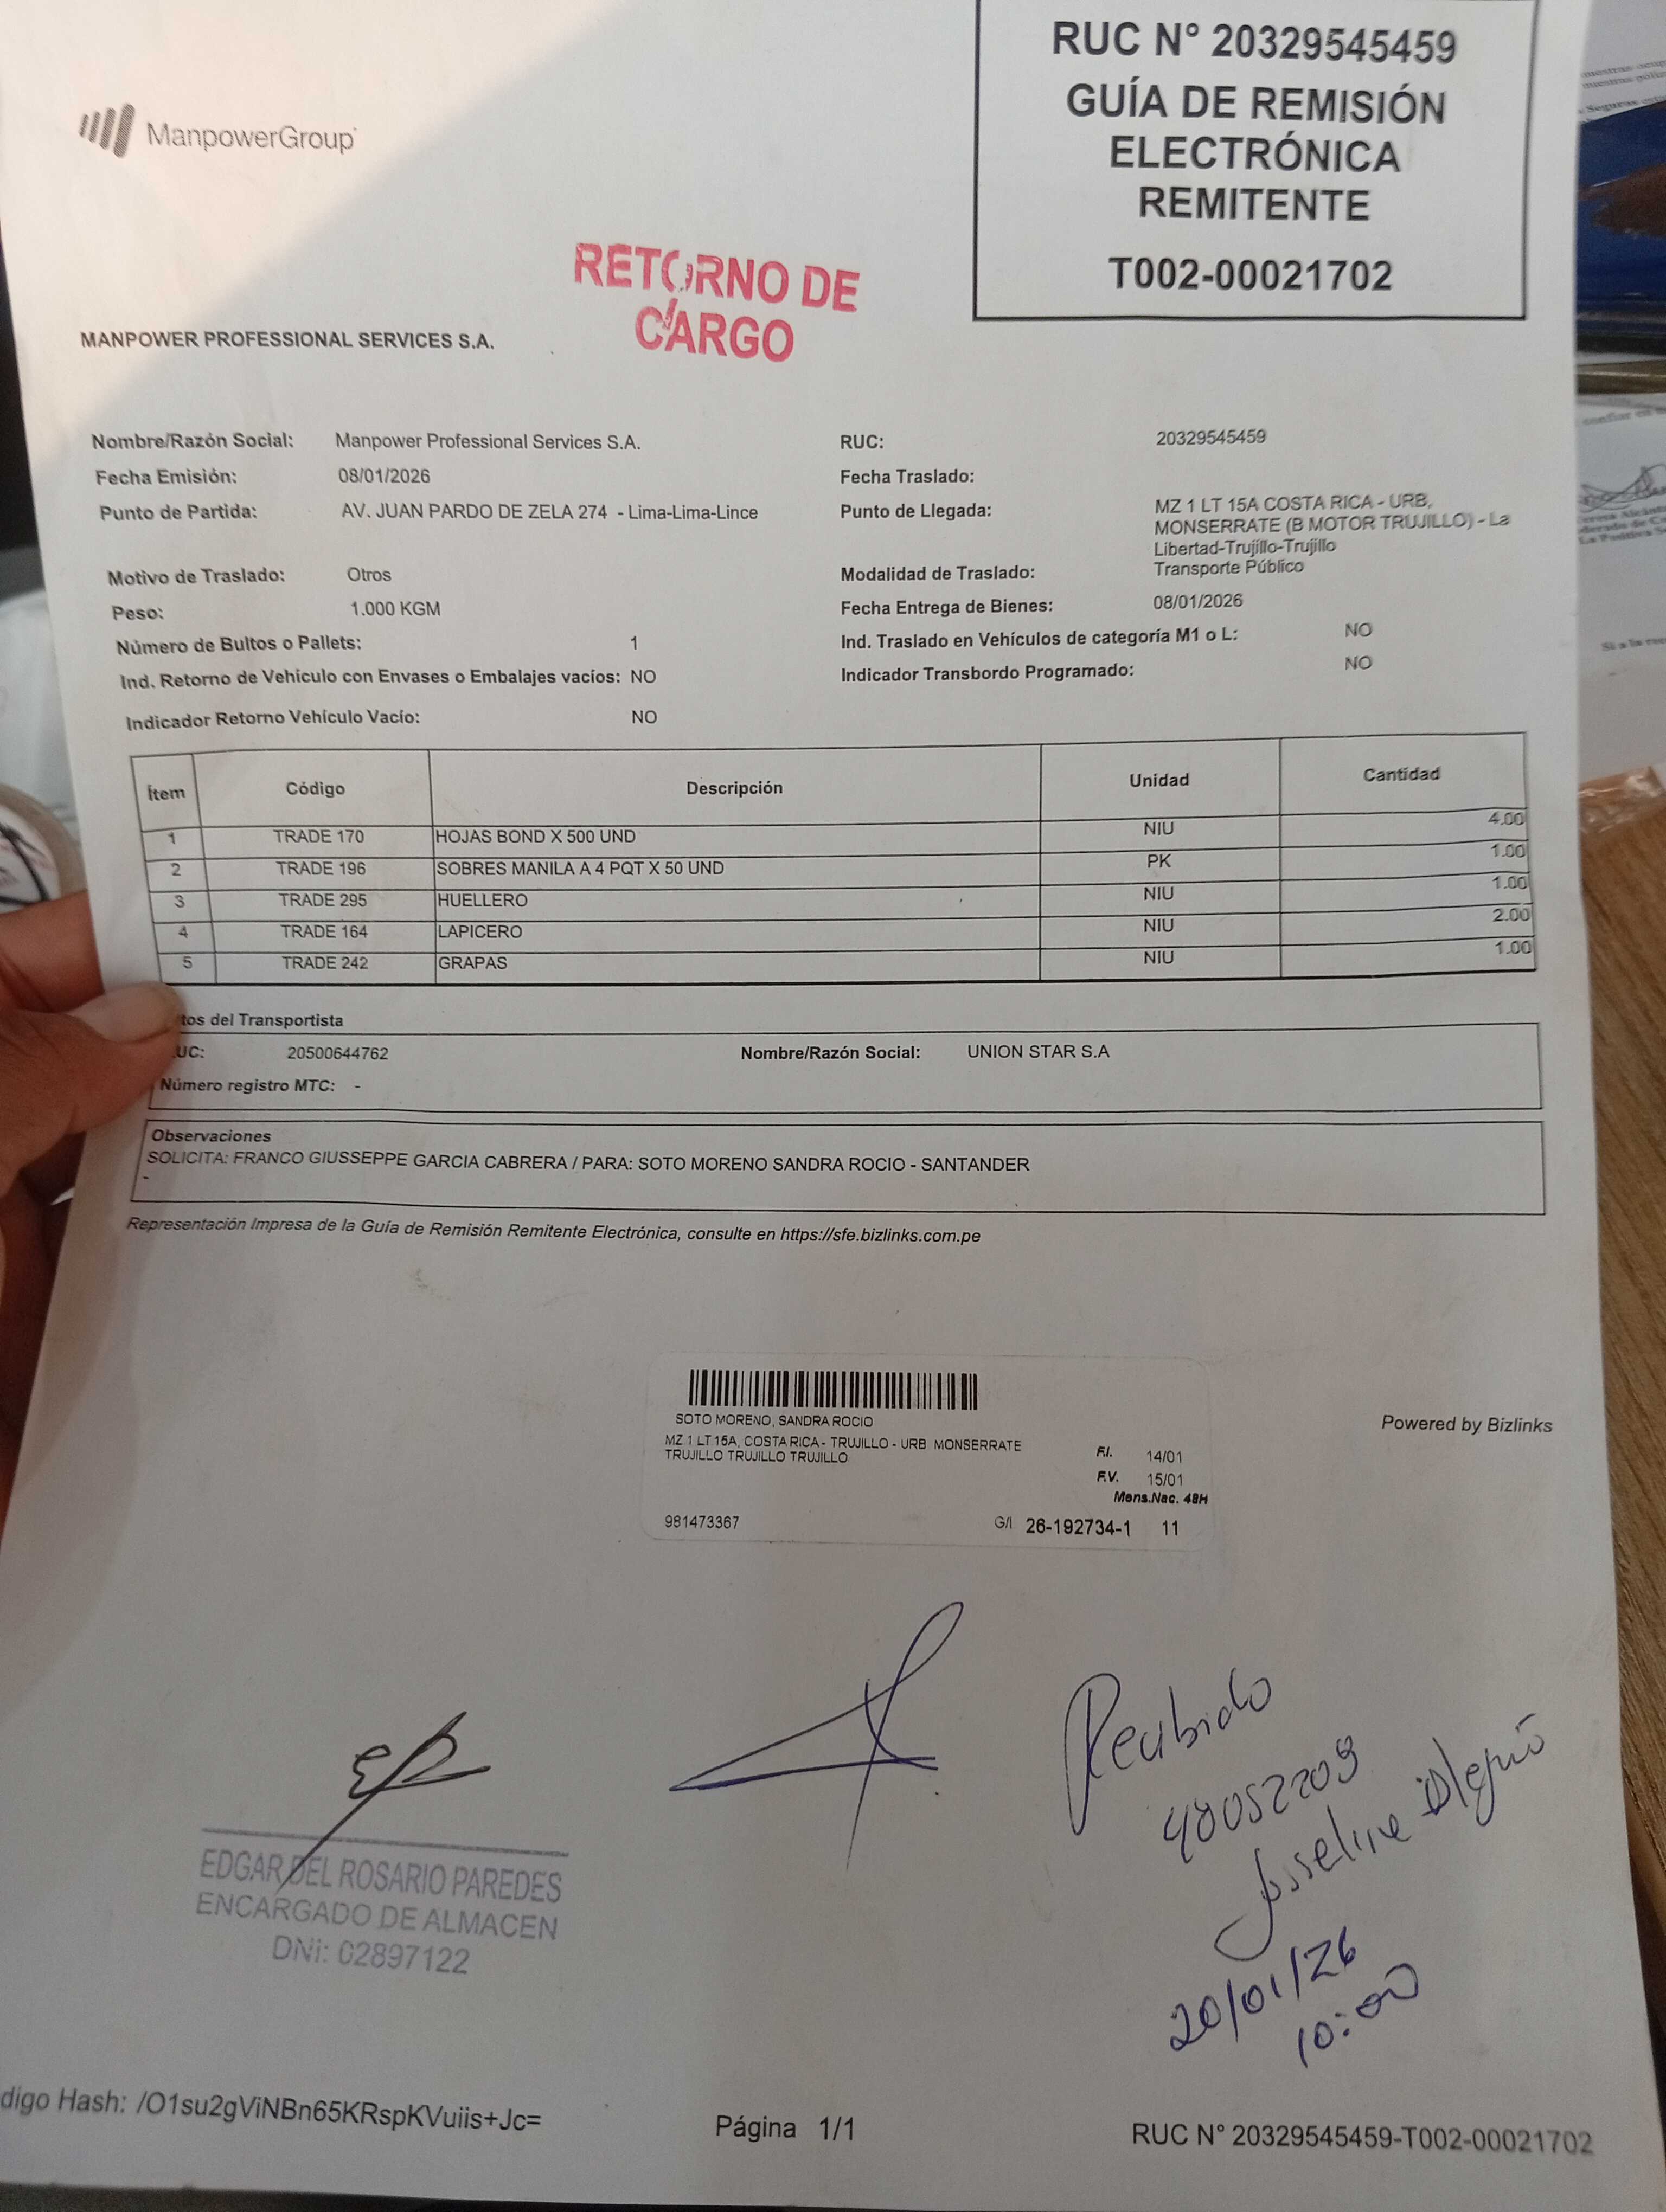 RUC N° 20329545459
GUÍA DE REMISIÓN
ELECTRÓNICA
REMITENTE
T002-00021702
ManpowerGroup
RETORNO DE
CARGO
MANPOWER PROFESSIONAL SERVICES S.A.
Nombre/Razón Social: Manpower Professional Services S.A. RUC: 20329545459
Fecha Emisión: 08/01/2026 Fecha Traslado:
Punto de Partida: AV. JUAN PARDO DE ZELA 274 - Lima-Lima-Lince Punto de Llegada: MZ 1 LT 15A COSTA RICA - URB,
MONSERRATE (B MOTOR TRUJILLO) - La
Libertad-Trujillo-Trujillo
Motivo de Traslado: Otros Modalidad de Traslado: Transporte Público
Peso: 1.000 KGM Fecha Entrega de Bienes: 08/01/2026
Número de Bultos o Pallets: 1 Ind. Traslado en Vehículos de categoría M1 o L: NO
Ind. Retorno de Vehículo con Envases o Embalajes vacíos: NO Indicador Transbordo Programado: NO
Indicador Retorno Vehículo Vacío: NO
Ítem Código Descripción Unidad Cantidad
1 TRADE 170 HOJAS BOND X 500 UND NIU 4.00
2 TRADE 196 SOBRES MANILA A 4 PQT X 50 UND PK 1.00
3 TRADE 295 HUELLERO NIU 1.00
4 TRADE 164 LAPICERO NIU 2.00
5 TRADE 242 GRAPAS NIU 1.00
tos del Transportista
UC: 20500644762 Nombre/Razón Social: UNION STAR S.A
Número registro MTC: -
Observaciones
SOLICITA: FRANCO GIUSSEPPE GARCIA CABRERA / PARA: SOTO MORENO SANDRA ROCIO - SANTANDER
-
Representación Impresa de la Guía de Remisión Remitente Electrónica, consulte en https://sfe.bizlinks.com.pe
SOTO MORENO, SANDRA ROCIO
MZ 1 LT 15A, COSTA RICA - TRUJILLO - URB MONSERRATE
TRUJILLO TRUJILLO TRUJILLO
F.I. 14/01
F.V. 15/01
Mens.Nac. 48H
981473367 G/I 26-192734-1 11
Powered by Bizlinks
Recibido
48052209
Josseline
20/01/26
10:00
EDGAR DEL ROSARIO PAREDES
ENCARGADO DE ALMACEN
DNi: 02897122
digo Hash: /O1su2gViNBn65KRspKVuiis+Jc=
Página 1/1
RUC N° 20329545459-T002-00021702